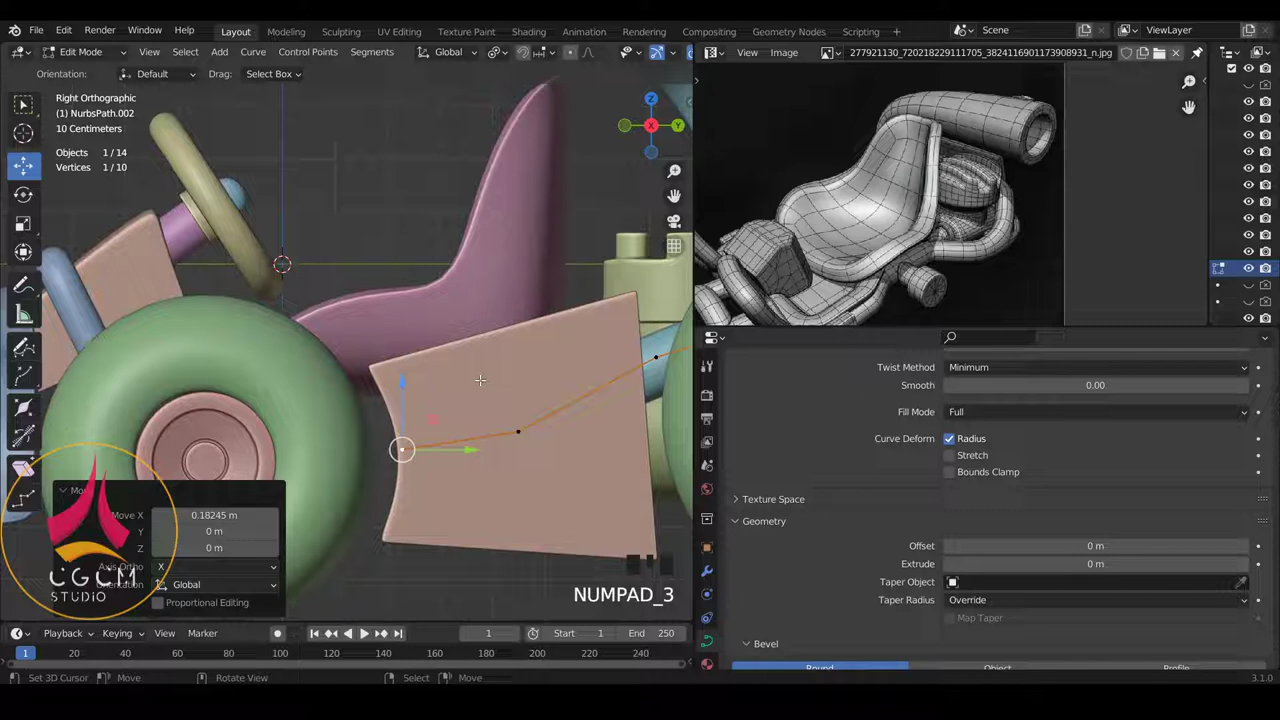 File Edit Render Window Help Layout Modeling Sculpting UV Editing Texture Paint Shading Animation Rendering Compositing Geometry Nodes Scripting Scene ViewLayer
Edit Mode View Select Add Curve Control Points Segments Global View Image 277921130_720218229111705_3824116901173908931_n.jpg
Orientation: Default Drag: Select Box
Right Orthographic
(1) NurbsPath.002
10 Centimeters
Objects 1 / 14
Vertices 1 / 10
X
Y
Z
Twist Method Minimum
Smooth 0.00
Fill Mode Full
Curve Deform Radius
Stretch
Bounds Clamp
Texture Space
Geometry
Offset 0 m
Extrude 0 m
Taper Object
Taper Radius Override
Map Taper
Bevel
Round Object Profile
Move X 0.18245 m
Y 0 m
Z 0 m
Axis Ortho X
Orientation Global
Proportional Editing
CGCM
STUDIO
NUMPAD_3
Playback Keying View Marker 1 Start 1 End 250
1 20 40 60 80 100 120 140 160 180 200 220 240
Set 3D Cursor Move Rotate View Select Move 3.1.0